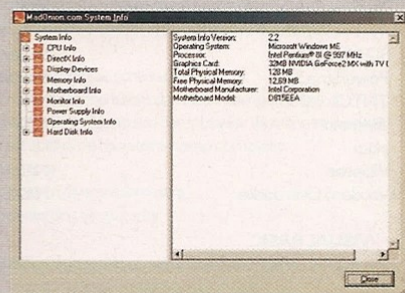 MadOnion.com System Info
System Info
CPU Info
DirectX Info
Display Devices
Memory Info
Motherboard Info
Monitor Info
Power Supply Info
Operating System Info
Hard Disk Info
System Info Version: 2.2
Operating System: Microsoft Windows ME
Processor: Intel Pentium® III @ 997 MHz
Graphics Card: 32MB NVIDIA GeForce2 MX with TV
Total Physical Memory: 128 MB
Free Physical Memory: 12.69 MB
Motherboard Manufacturer: Intel Corporation
Motherboard Model: D815EEA
Close